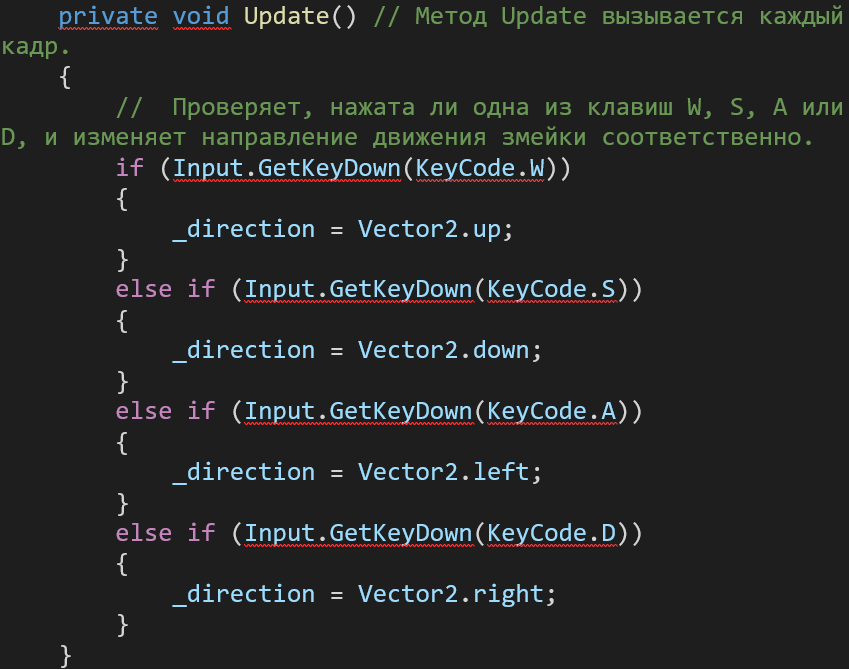 private void Update() // Метод Update вызывается каждый
кадр.
{
//  Проверяет, нажата ли одна из клавиш W, S, A или
D, и изменяет направление движения змейки соответственно.
if (Input.GetKeyDown(KeyCode.W))
{
_direction = Vector2.up;
}
else if (Input.GetKeyDown(KeyCode.S))
{
_direction = Vector2.down;
}
else if (Input.GetKeyDown(KeyCode.A))
{
_direction = Vector2.left;
}
else if (Input.GetKeyDown(KeyCode.D))
{
_direction = Vector2.right;
}
}